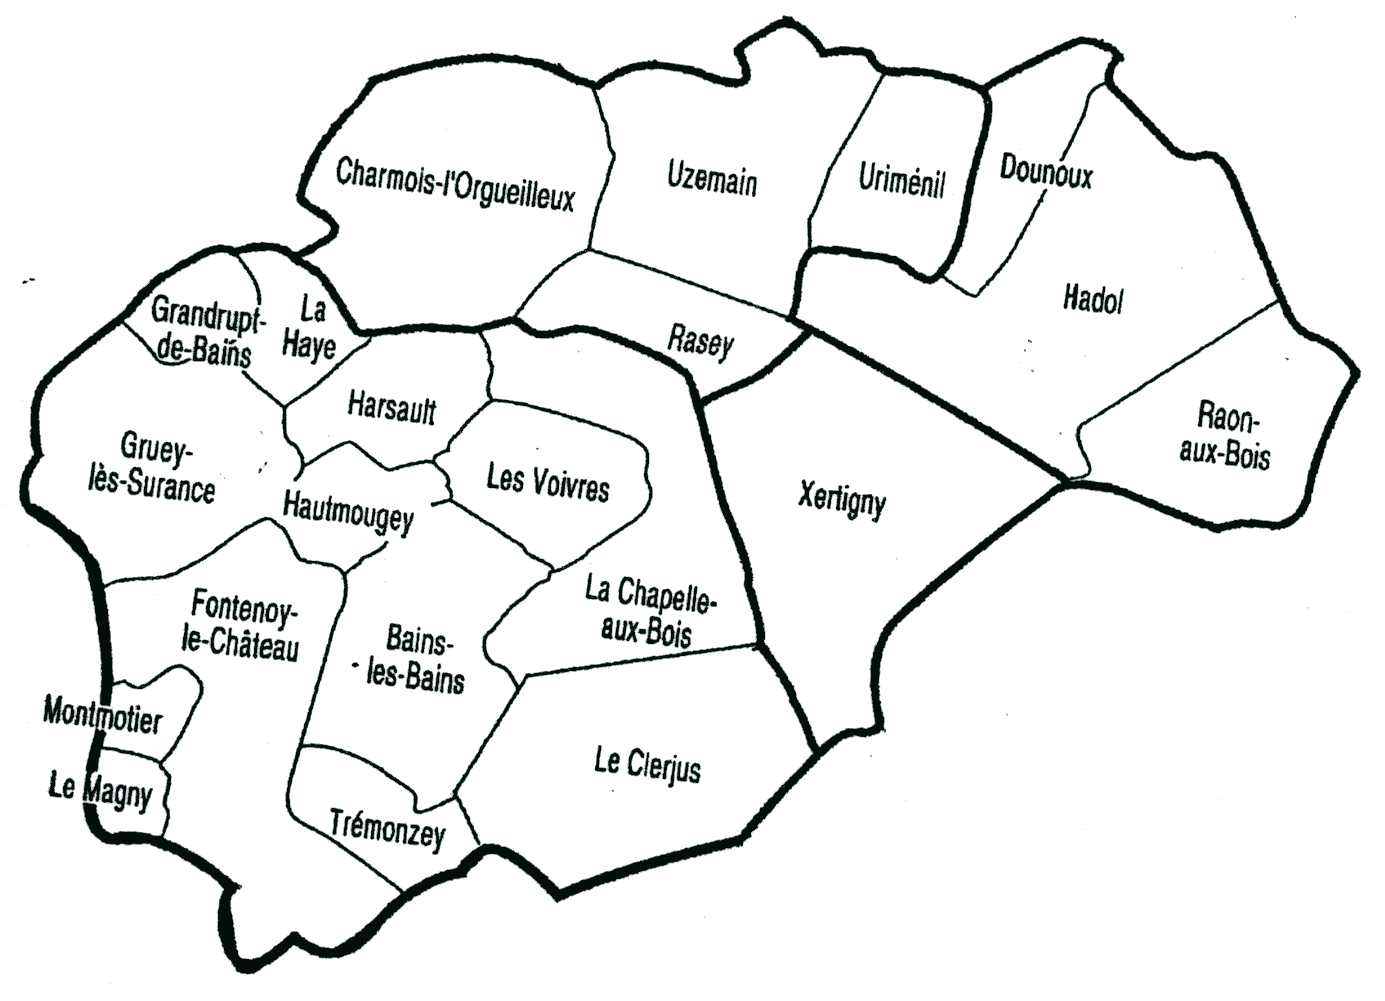 Charmois-l'Orgueilleux
Uzemain
Uriménil
Dounoux
Hadol
Grandrupt-
de-Bains
La
Haye
Rasey
Harsault
Raon-
aux-Bois
Gruey-
lès-Surance
Les Voivres
Xertigny
Hautmougey
La Chapelle-
aux-Bois
Fontenoy-
le-Château
Bains-
les-Bains
Montmotier
Le Clerjus
Le Magny
Trémonzey